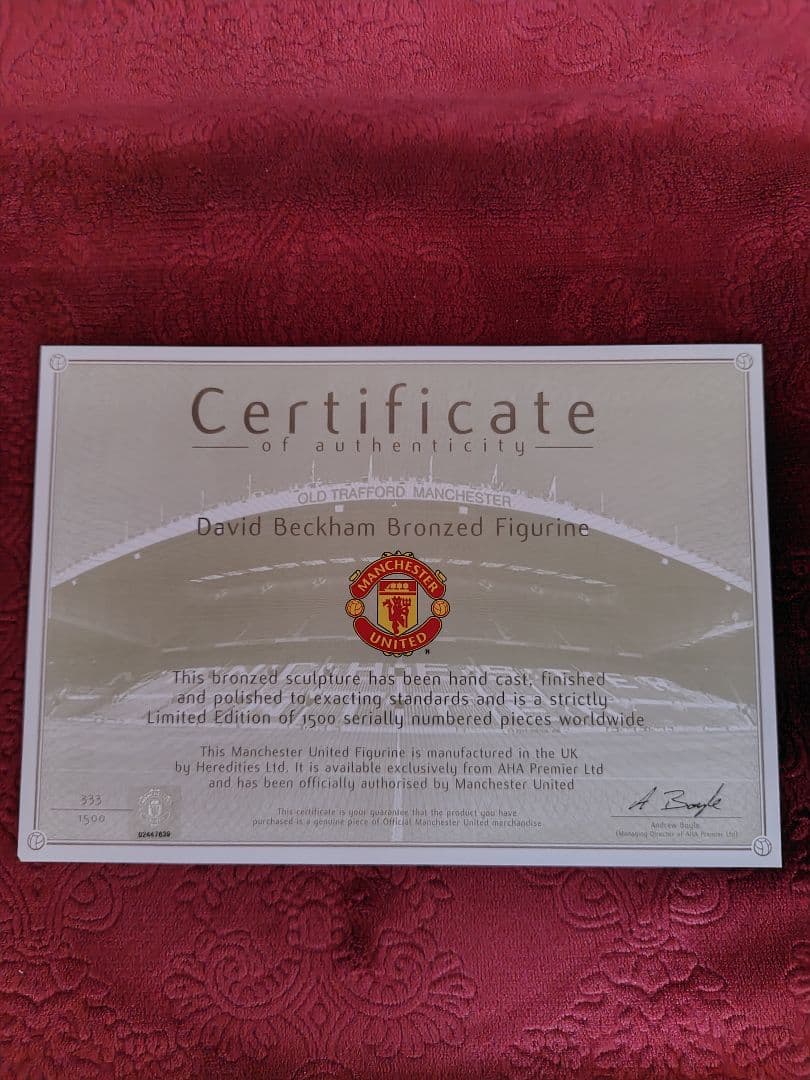 Certificate
of authenticity
OLD TRAFFORD MANCHESTER
David Beckham Bronzed Figurine
MANCHESTER
UNITED
This bronzed sculpture has been hand cast, finished
and polished to exacting standards and is a strictly
Limited Edition of 1500 serially numbered pieces worldwide
This Manchester United Figurine is manufactured in the UK
by Heredities Ltd. It is available exclusively from AHA Premier Ltd
and has been officially authorised by Manchester United
333
1500
02447639
This certificate is your guarantee that the product you have
purchased is a genuine piece of Official Manchester United merchandise
A Boyle
Andrew Boyle
(Managing Director of AHA Premier Ltd)